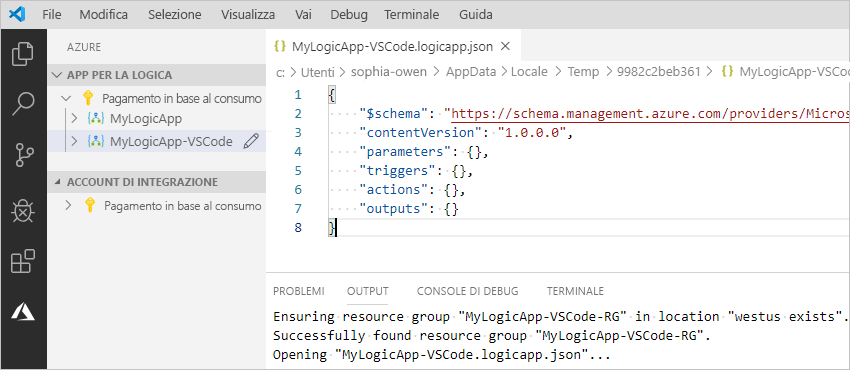 File Modifica Selezione Visualizza Vai Debug Terminale Guida
AZURE
APP PER LA LOGICA
Pagamento in base al consumo
MyLogicApp
MyLogicApp-VSCode
ACCOUNT DI INTEGRAZIONE
Pagamento in base al consumo
{ } MyLogicApp-VSCode.logicapp.json ×
c: > Utenti > sophia-owen > AppData > Locale > Temp > 9982c2beb361 > { } MyLogicApp-VSCo
1 {
2 "$schema": "https://schema.management.azure.com/providers/Micros
3 "contentVersion": "1.0.0.0",
4 "parameters": {},
5 "triggers": {},
6 "actions": {},
7 "outputs": {}
8 }
PROBLEMI OUTPUT CONSOLE DI DEBUG TERMINALE
Ensuring resource group "MyLogicApp-VSCode-RG" in location "westus exists".
Successfully found resource group "MyLogicApp-VSCode-RG".
Opening "MyLogicApp-VSCode.logicapp.json"...